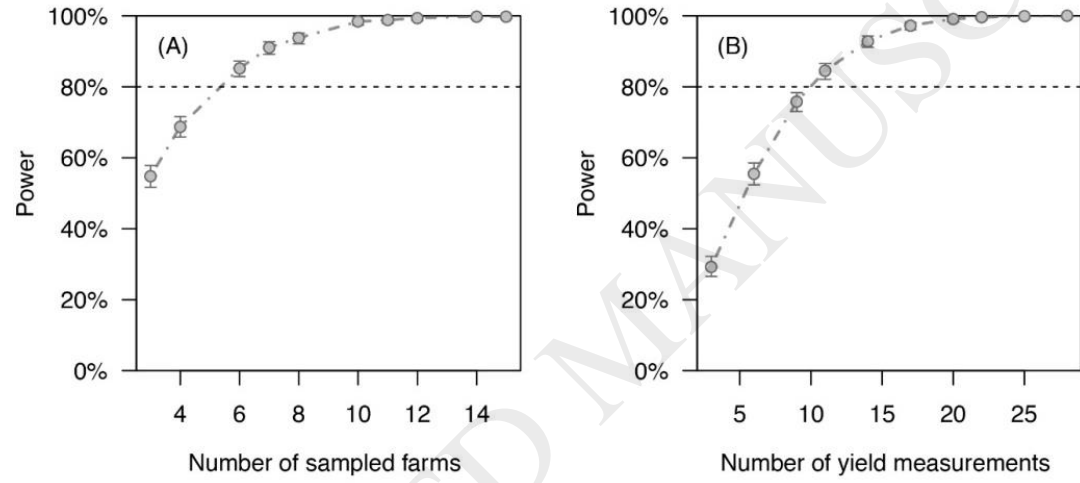 (A)
100%
80%
60%
40%
20%
0%
Power
4 6 8 10 12 14
Number of sampled farms
(B)
100%
80%
60%
40%
20%
0%
Power
5 10 15 20 25
Number of yield measurements
D MANUSC